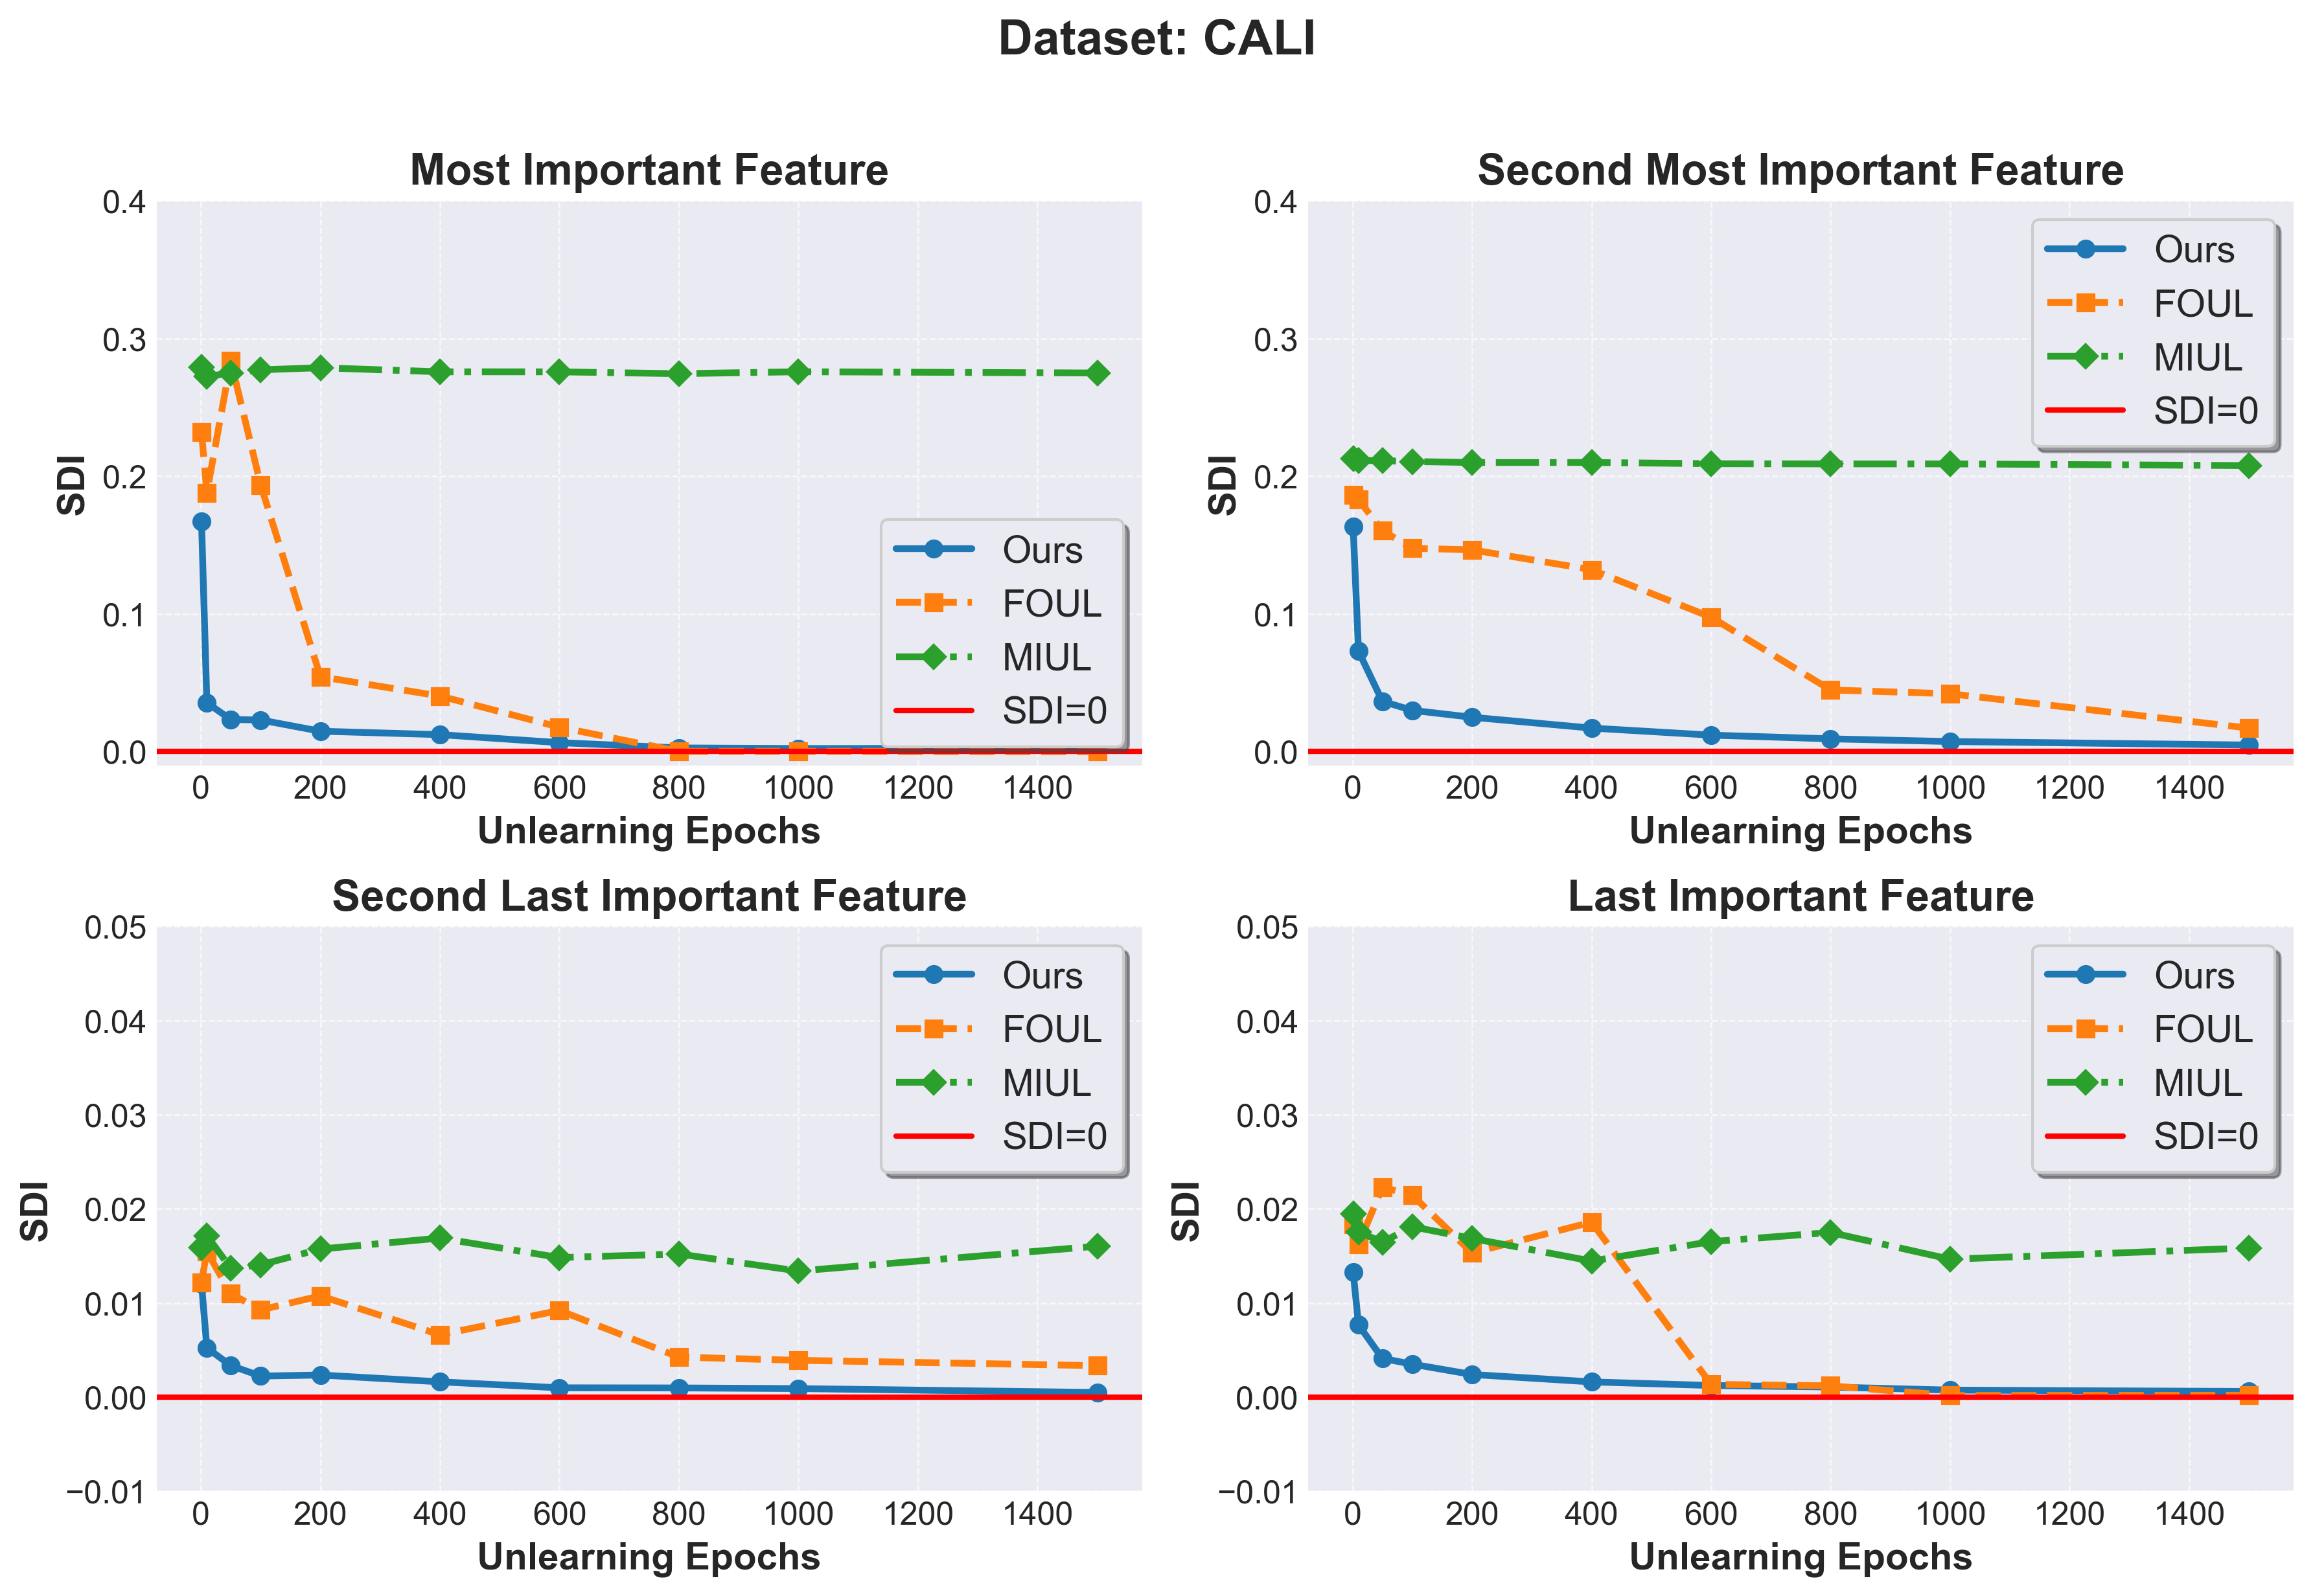 Dataset: CALI
Most Important Feature
SDI
0.4
0.3
0.2
0.1
0.0
Ours
FOUL
MIUL
SDI=0
0 200 400 600 800 1000 1200 1400
Unlearning Epochs
Second Most Important Feature
SDI
0.4
0.3
0.2
0.1
0.0
Ours
FOUL
MIUL
SDI=0
0 200 400 600 800 1000 1200 1400
Unlearning Epochs
Second Last Important Feature
SDI
0.05
0.04
0.03
0.02
0.01
0.00
−0.01
Ours
FOUL
MIUL
SDI=0
0 200 400 600 800 1000 1200 1400
Unlearning Epochs
Last Important Feature
SDI
0.05
0.04
0.03
0.02
0.01
0.00
−0.01
Ours
FOUL
MIUL
SDI=0
0 200 400 600 800 1000 1200 1400
Unlearning Epochs